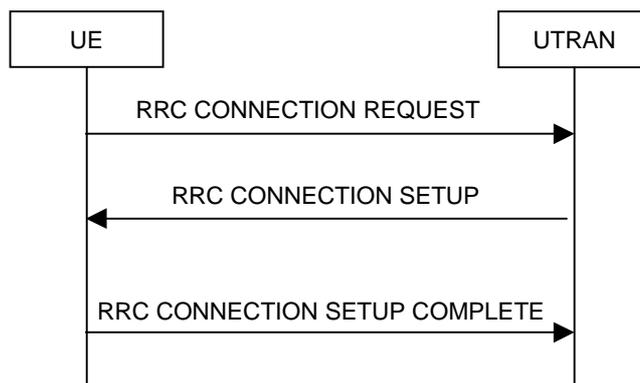 UE
UTRAN
RRC CONNECTION REQUEST
RRC CONNECTION SETUP
RRC CONNECTION SETUP COMPLETE